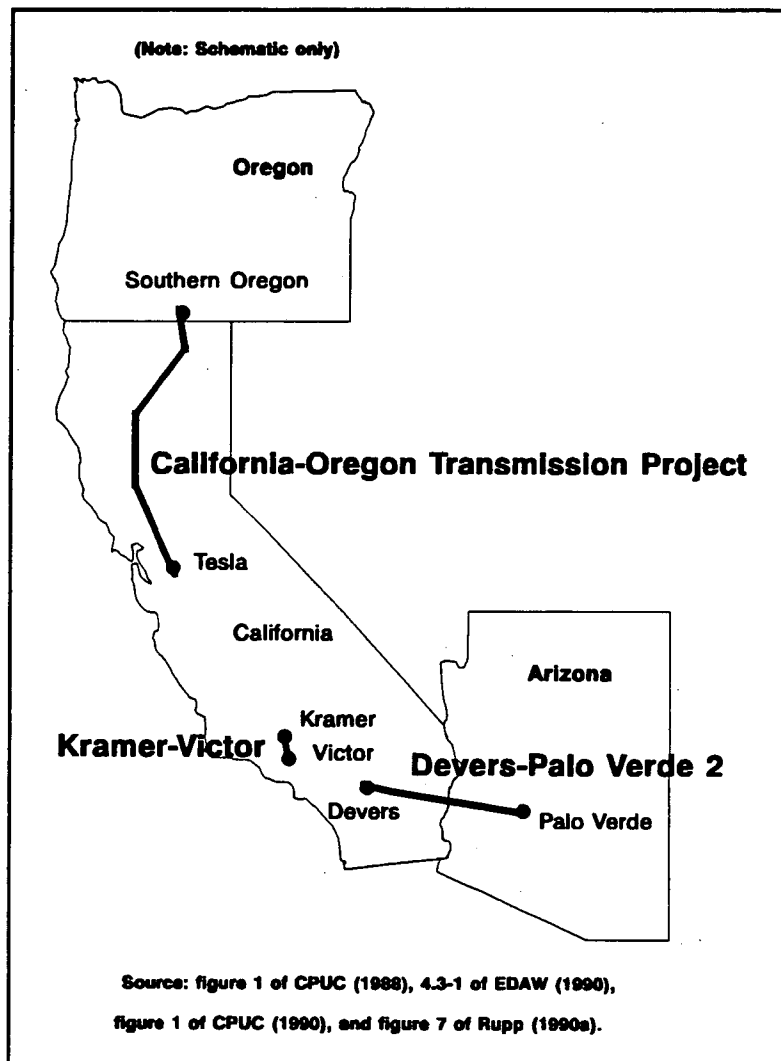 (Note: Schematic only)
Oregon
Southern Oregon
California-Oregon Transmission Project
Tesla
California
Arizona
Kramer
Kramer-Victor
Victor
Devers-Palo Verde 2
Devers
Palo Verde
Source: figure 1 of CPUC (1988), 4.3-1 of EDAW (1990),
figure 1 of CPUC (1990), and figure 7 of Rupp (1990a).